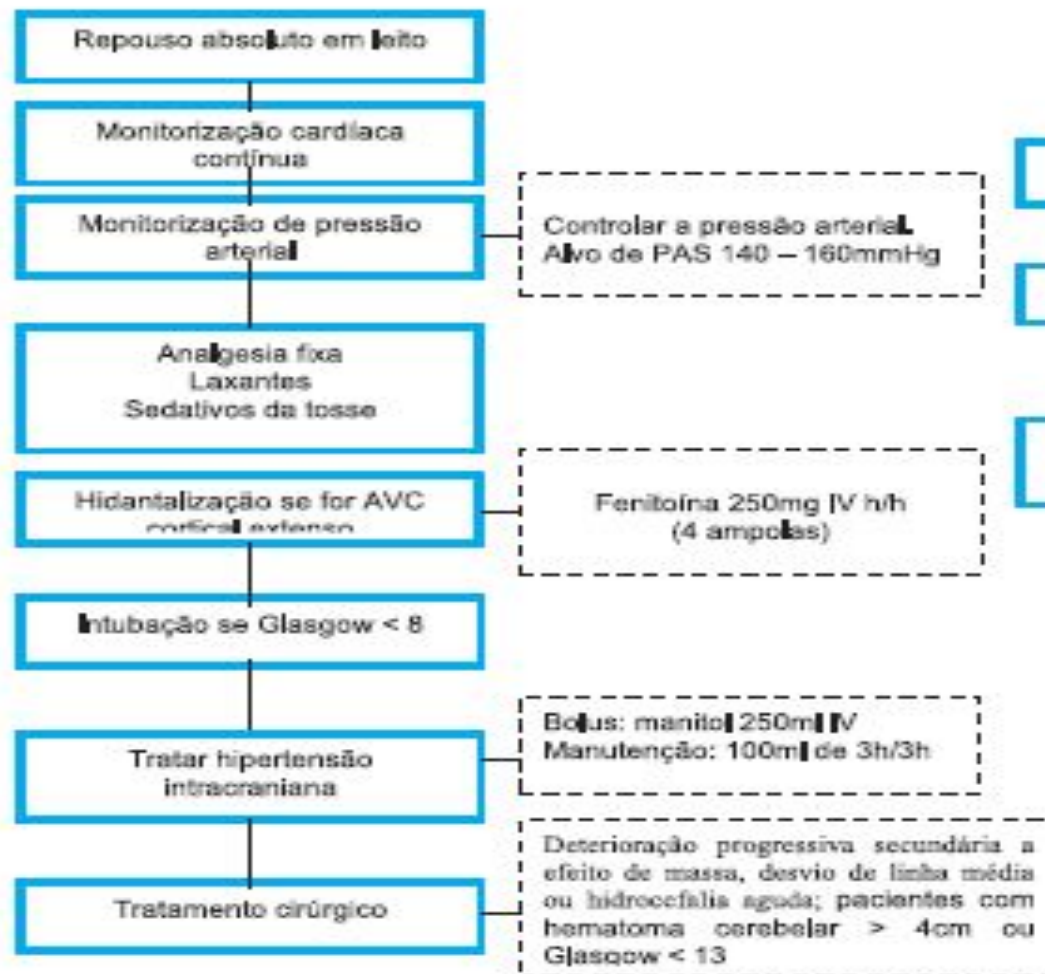 Repouso absoluto em leito
Monitorização cardíaca
contínua
Monitorização de pressão
arterial
Controlar a pressão arterial.
Alvo de PAS 140 – 160mmHg
Analgesia fixa
Laxantes
Sedativos da tosse
Hidantalização se for AVC
cortical extenso
Fenitoína 250mg IV h/h
(4 ampolas)
Intubação se Glasgow < 8
Tratar hipertensão
intracraniana
Bolus: manitol 250ml IV
Manutenção: 100ml de 3h/3h
Tratamento cirúrgico
Deterioração progressiva secundária a
efeito de massa, desvio de linha média
ou hidrocefalia aguda; pacientes com
hematoma cerebelar > 4cm ou
Glasgow < 13